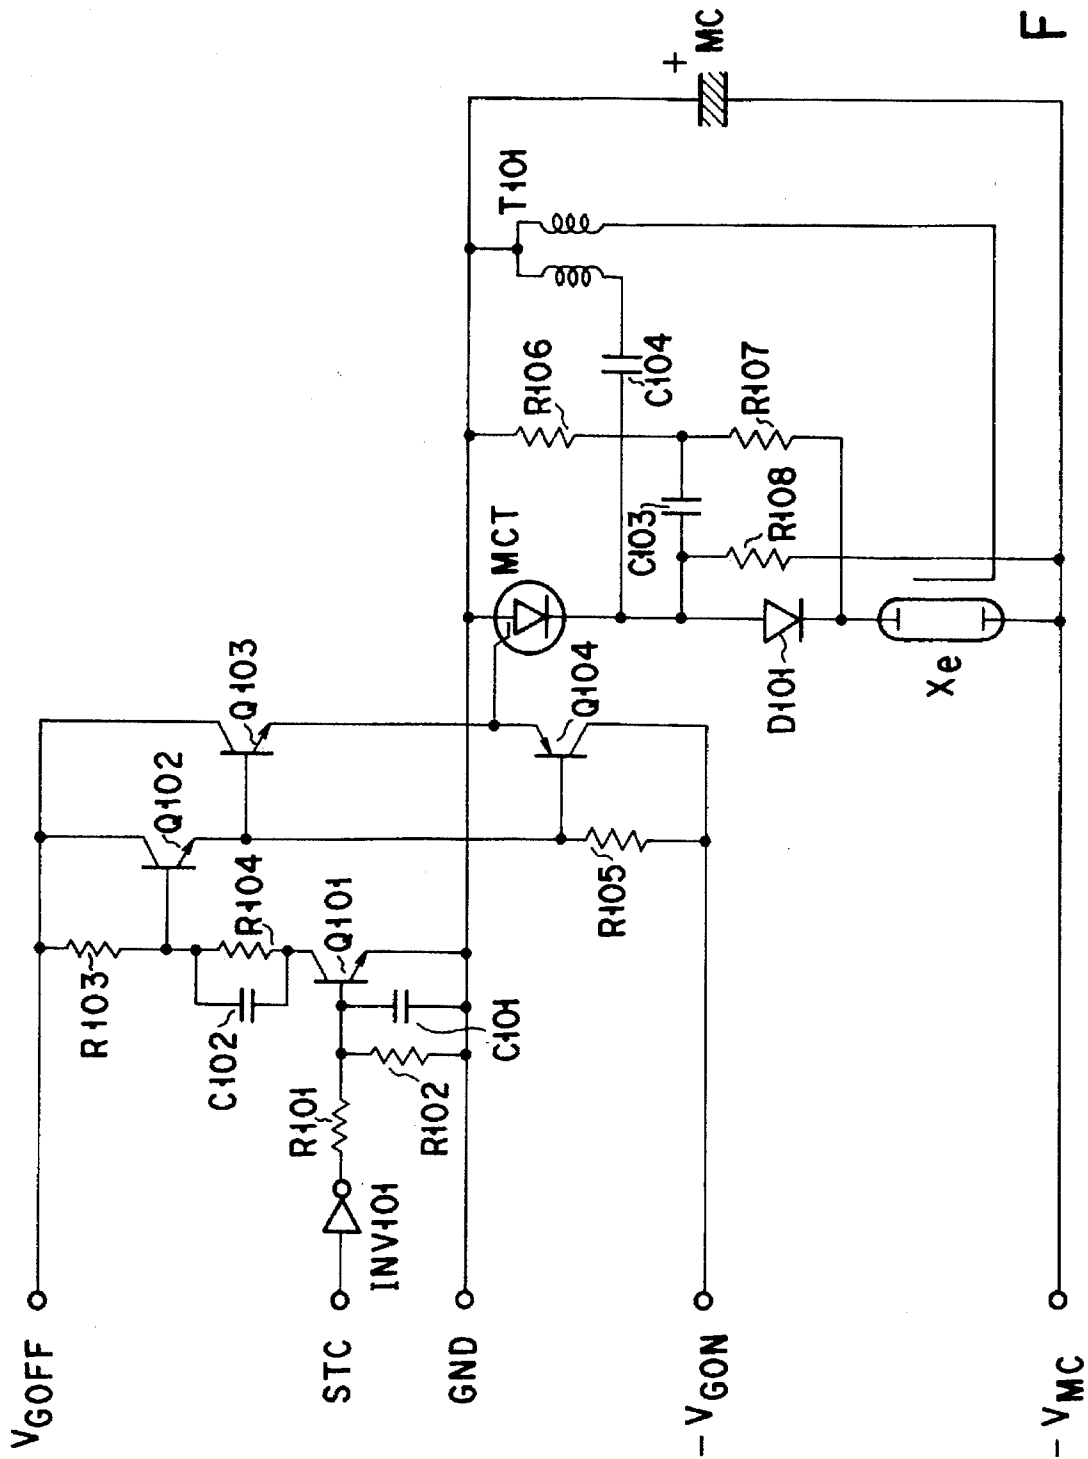 VGOFF
STC
GND
- VGON
- VMC
INV101
R101
R102
C101
R103
C102
R104
Q101
Q102
Q103
R105
Q104
MCT
D101
Xe
C103
R108
R106
R107
C104
T101
+ MC
F